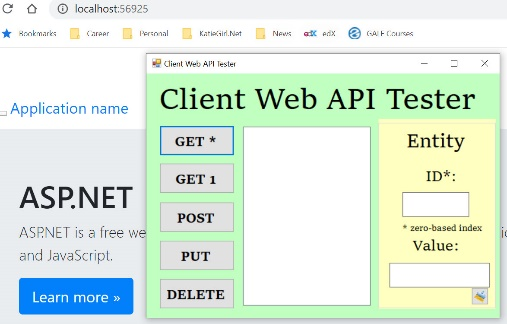 localhost:56925
Bookmarks Career Personal KatieGirl.Net News edX edX GALE Courses
Client Web API Tester
Application name
Client Web API Tester
GET *
GET 1
POST
PUT
DELETE
Entity
ID*:
* zero-based index
Value:
ASP.NET
ASP.NET is a free we
and JavaScript.
Learn more »